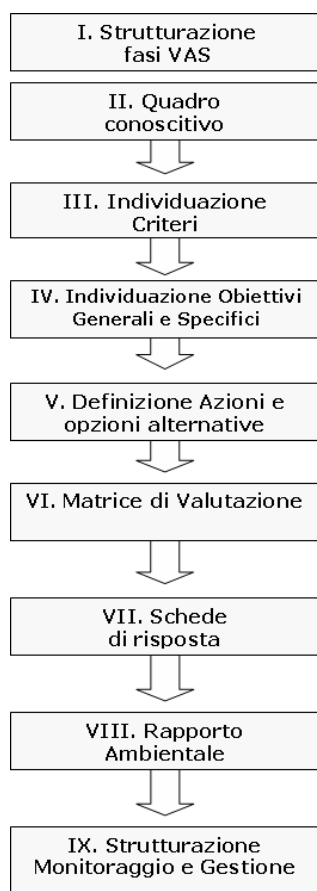 I. Strutturazione
fasi VAS
II. Quadro
conoscitivo
III. Individuazione
Criteri
IV. Individuazione Obiettivi
Generali e Specifici
V. Definizione Azioni e
opzioni alternative
VI. Matrice di Valutazione
VII. Schede
di risposta
VIII. Rapporto
Ambientale
IX. Strutturazione
Monitoraggio e Gestione